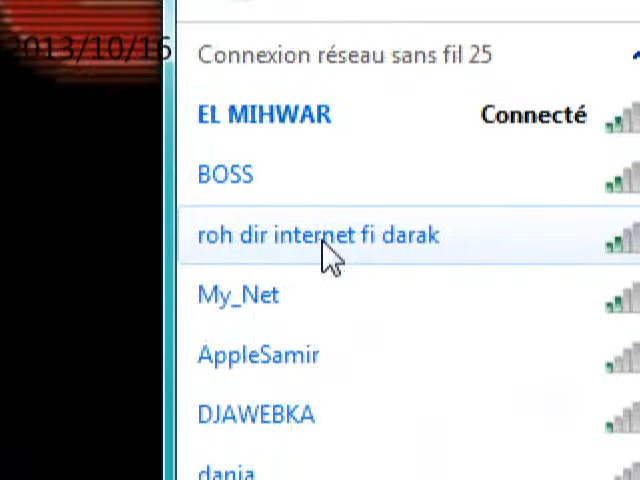 2013/10/16
Connexion réseau sans fil 25
EL MIHWAR Connecté
BOSS
roh dir internet fi darak
My_Net
AppleSamir
DJAWEBKA
dania